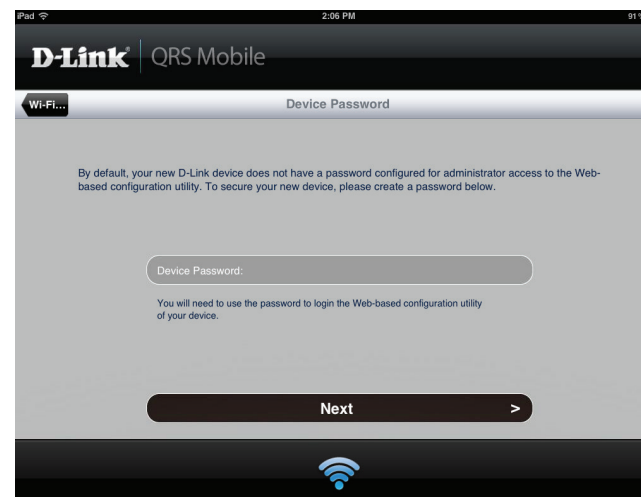 iPad 2:06 PM 91%
D-Link QRS Mobile
Wi-Fi... Device Password
By default, your new D-Link device does not have a password configured for administrator access to the Web-
based configuration utility. To secure your new device, please create a password below.
Device Password:
You will need to use the password to login the Web-based configuration utility
of your device.
Next >